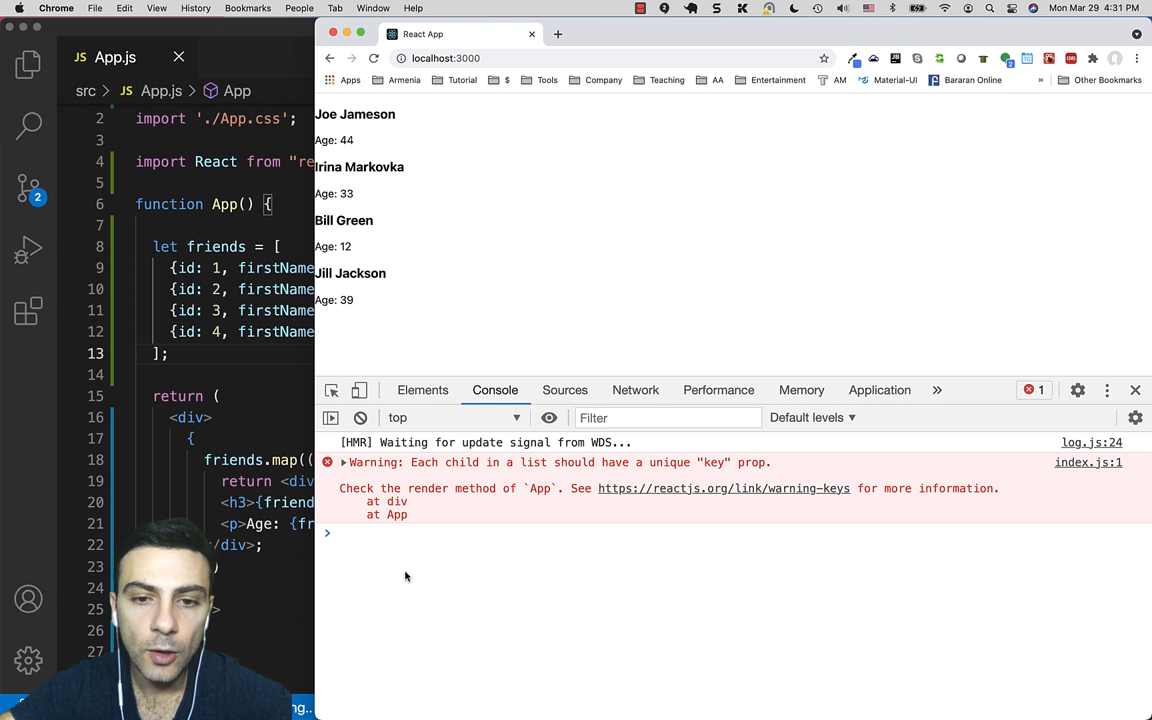 Chrome File Edit View History Bookmarks People Tab Window Help Mon Mar 29 4:31 PM
JS App.js
src > JS App.js > App
2 import './App.css';
3
4 import React from "re
5
6 function App() {
7
8 let friends = [
9 {id: 1, firstName
10 {id: 2, firstName
11 {id: 3, firstName
12 {id: 4, firstName
13 ];
14
15 return (
16 <div>
17 {
18 friends.map((
19 return <div
20 <h3>{friend
21 <p>Age: {fr
22 /div>;
23 )
24
25 >
26
27
2
ng..
React App
localhost:3000
Apps Armenia Tutorial $ Tools Company Teaching AA Entertainment AM Material-UI Bararan Online » Other Bookmarks
Joe Jameson
Age: 44
Irina Markovka
Age: 33
Bill Green
Age: 12
Jill Jackson
Age: 39
Elements Console Sources Network Performance Memory Application » 1
top Filter Default levels
[HMR] Waiting for update signal from WDS... log.js:24
Warning: Each child in a list should have a unique "key" prop. index.js:1
Check the render method of `App`. See https://reactjs.org/link/warning-keys for more information.
at div
at App